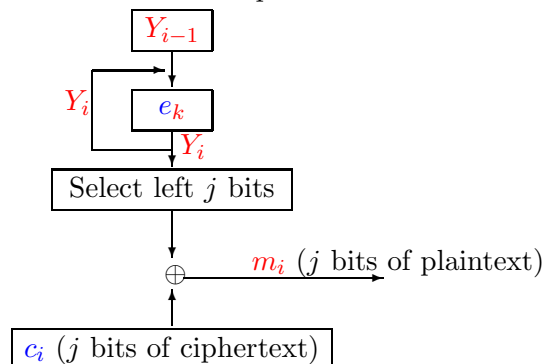 Y_{i−1}
Y_i
e_k
Y_i
Select left j bits
⊕
m_i (j bits of plaintext)
c_i (j bits of ciphertext)